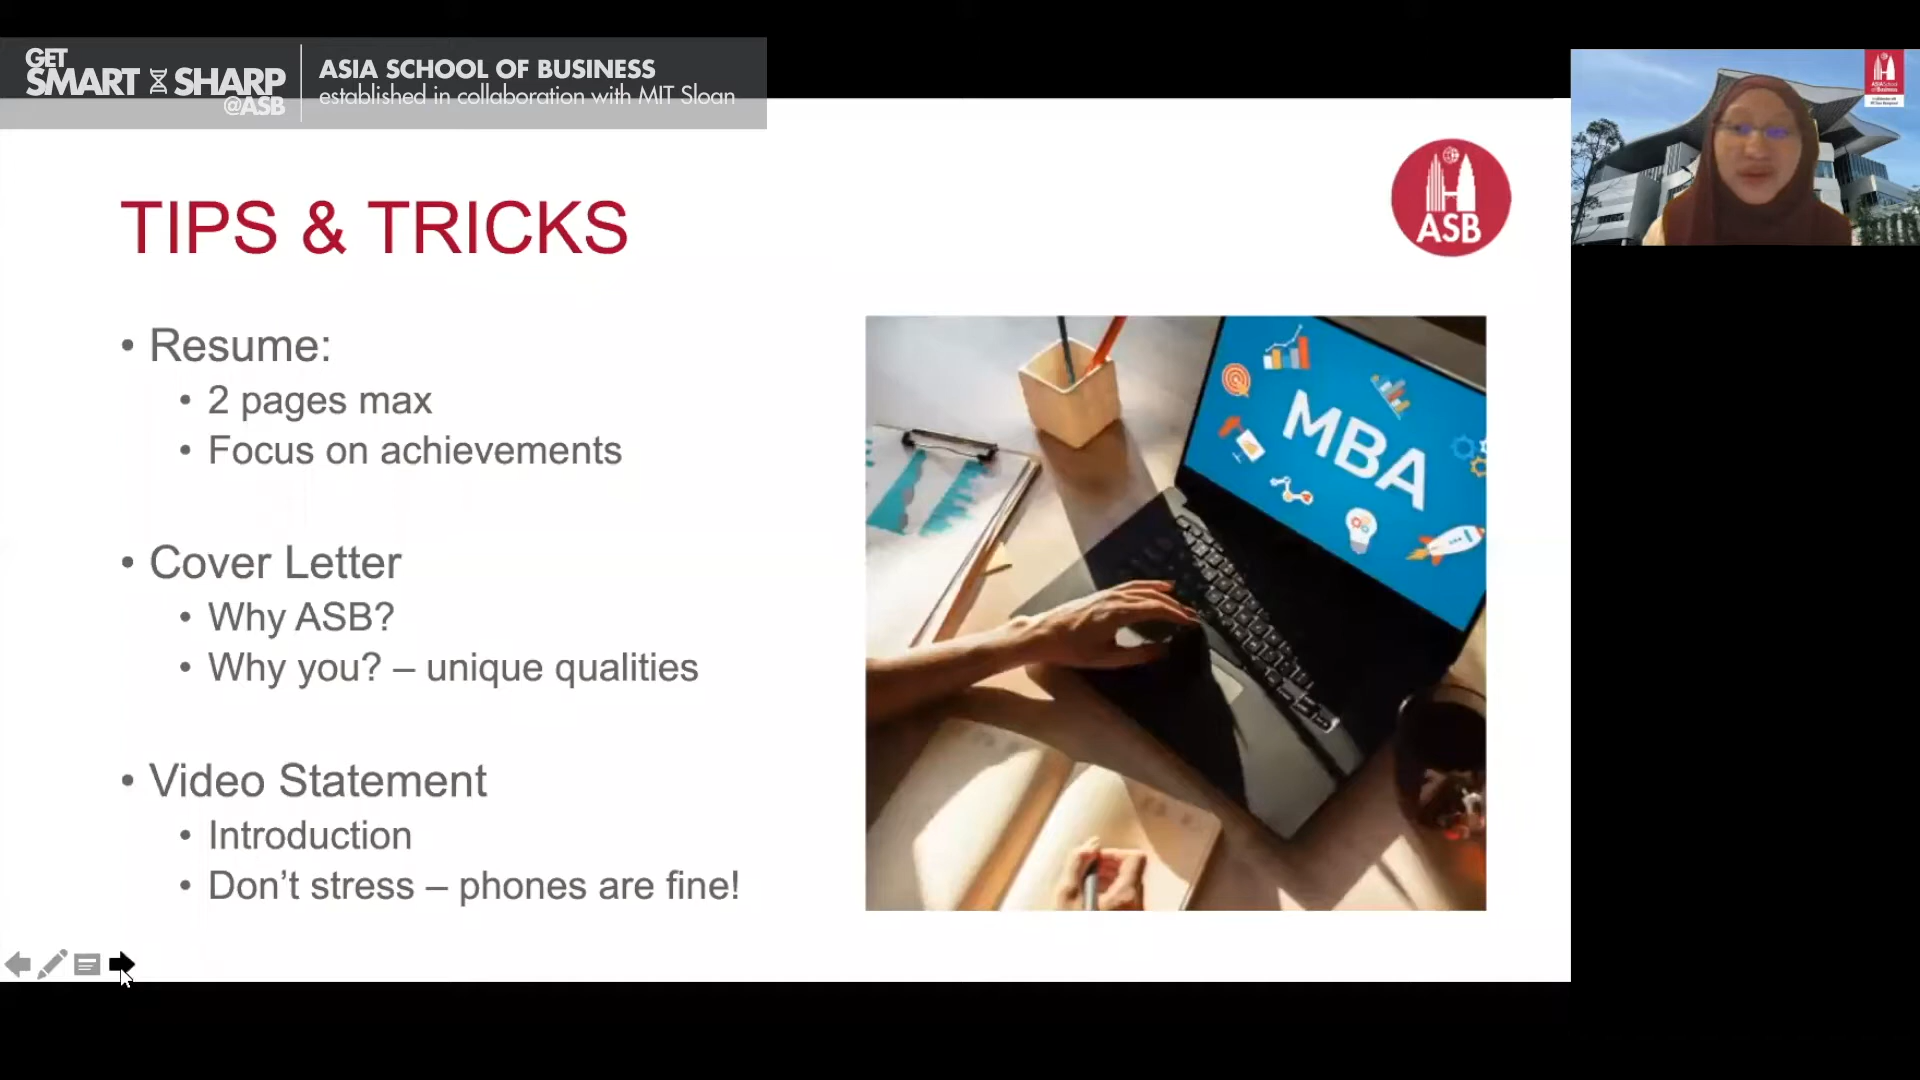 GET
SMART SHARP
@ASB
ASIA SCHOOL OF BUSINESS
established in collaboration with MIT Sloan
ASB
TIPS & TRICKS
• Resume:
• 2 pages max
• Focus on achievements
• Cover Letter
• Why ASB?
• Why you? – unique qualities
• Video Statement
• Introduction
• Don’t stress – phones are fine!
MBA